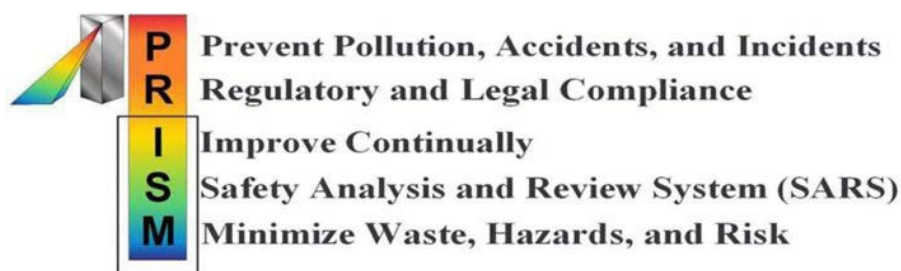 P Prevent Pollution, Accidents, and Incidents
R Regulatory and Legal Compliance
I Improve Continually
S Safety Analysis and Review System (SARS)
M Minimize Waste, Hazards, and Risk